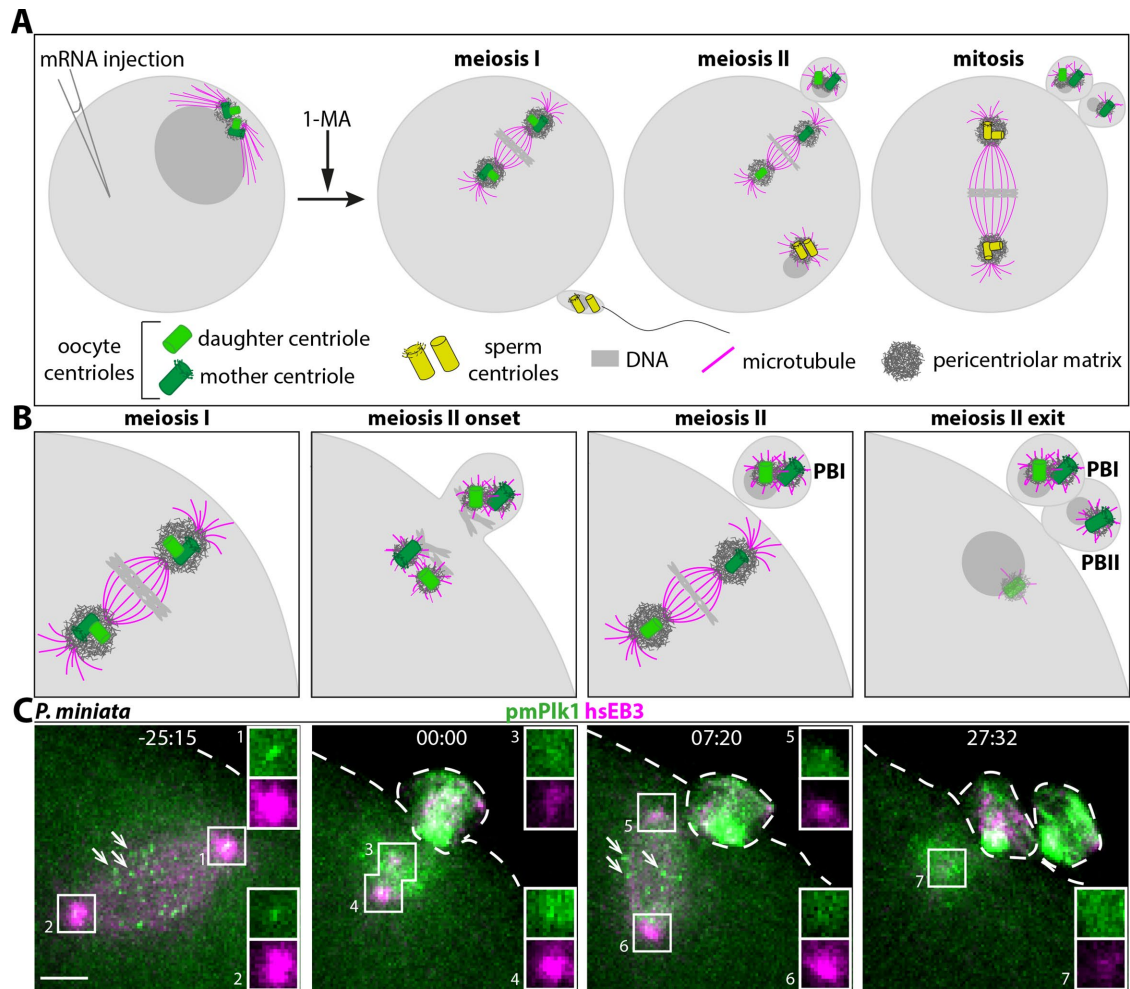 A
mRNA injection
1-MA
meiosis I
meiosis II
mitosis
oocyte
centrioles
daughter centriole
mother centriole
sperm
centrioles
DNA
microtubule
pericentriolar matrix
B
meiosis I
meiosis II onset
meiosis II
meiosis II exit
PBI
PBI
PBII
C
P. miniata
pmPlk1 hsEB3
-25:15
1
1
2
2
00:00
3
3
4
4
07:20
5
5
6
6
27:32
7
7